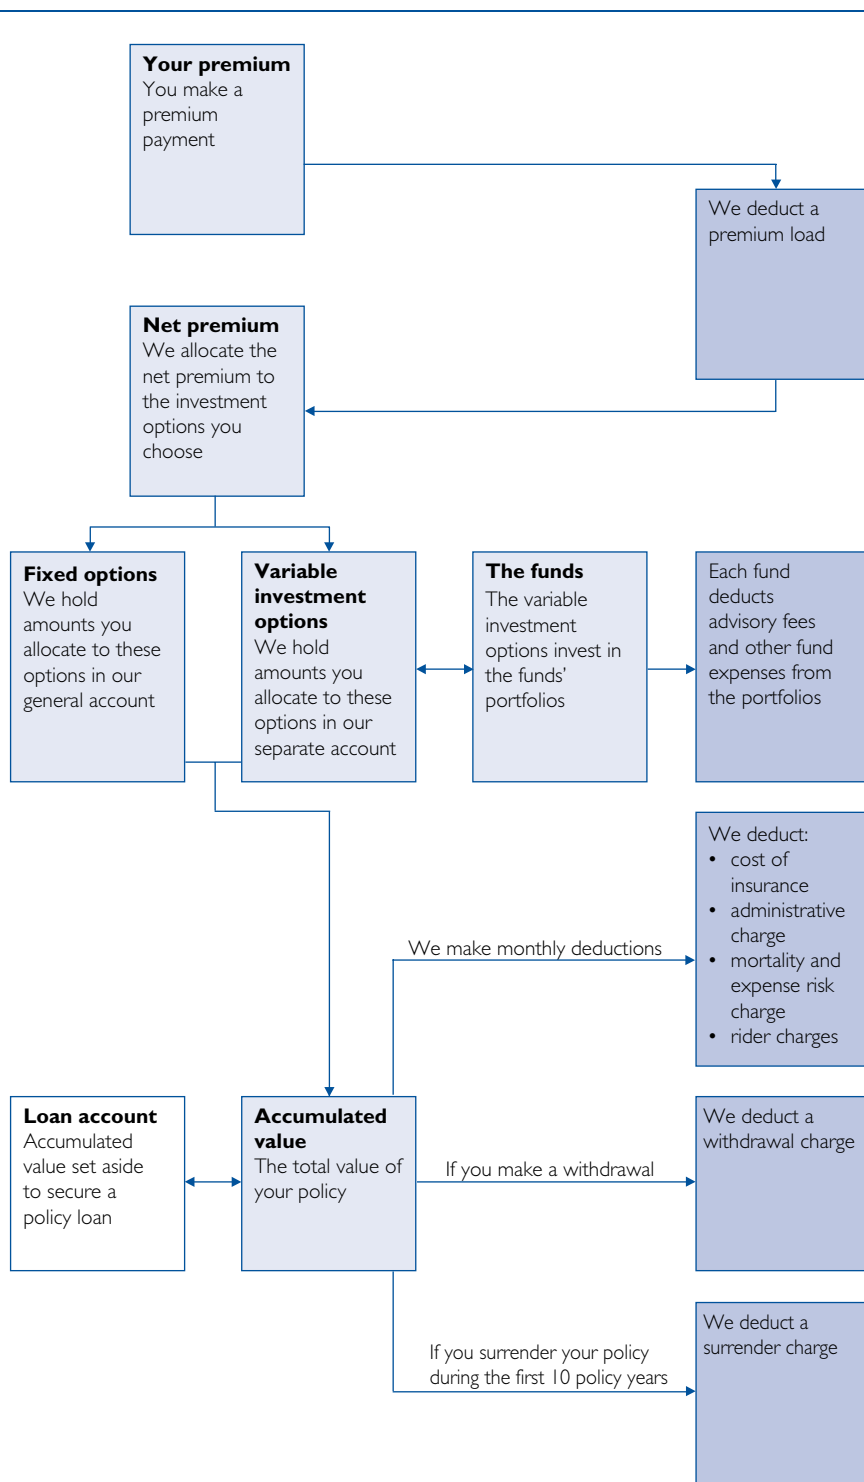 Your premium
You make a
premium
payment
We deduct a
premium load
Net premium
We allocate the
net premium to
the investment
options you
choose
Fixed options
We hold
amounts you
allocate to these
options in our
general account
Variable
investment
options
We hold
amounts you
allocate to these
options in our
separate account
The funds
The variable
investment
options invest in
the funds’
portfolios
Each fund
deducts
advisory fees
and other fund
expenses from
the portfolios
We make monthly deductions
We deduct:
• cost of
insurance
• administrative
charge
• mortality and
expense risk
charge
• rider charges
Loan account
Accumulated
value set aside
to secure a
policy loan
Accumulated
value
The total value of
your policy
If you make a withdrawal
We deduct a
withdrawal charge
If you surrender your policy
during the first 10 policy years
We deduct a
surrender charge